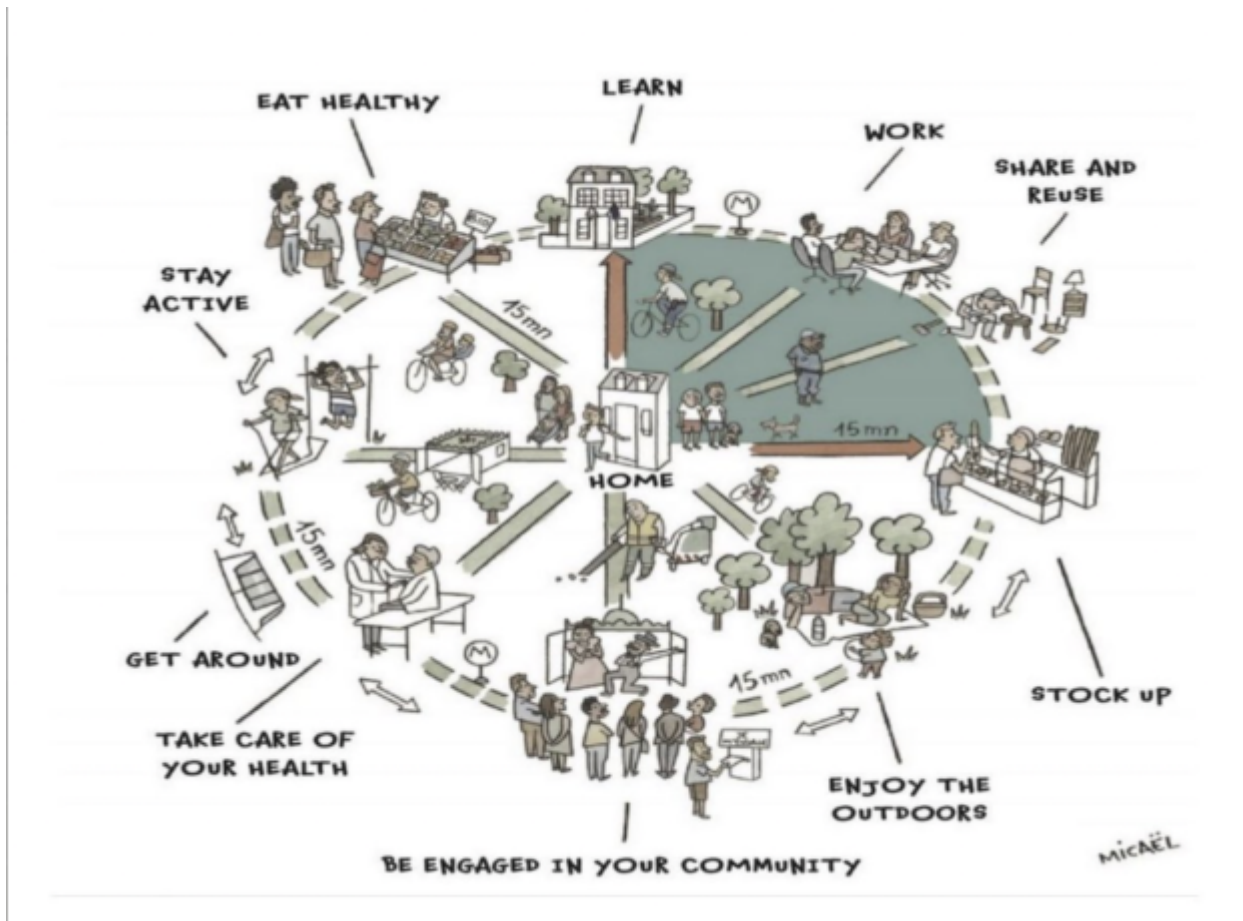 LEARN
EAT HEALTHY
WORK
SHARE AND
REUSE
M
STAY
ACTIVE
15mn
15mn
HOME
15mn
GET AROUND
M
15mn
STOCK UP
TAKE CARE OF
YOUR HEALTH
ENJOY THE
OUTDOORS
BE ENGAGED IN YOUR COMMUNITY
MICAËL